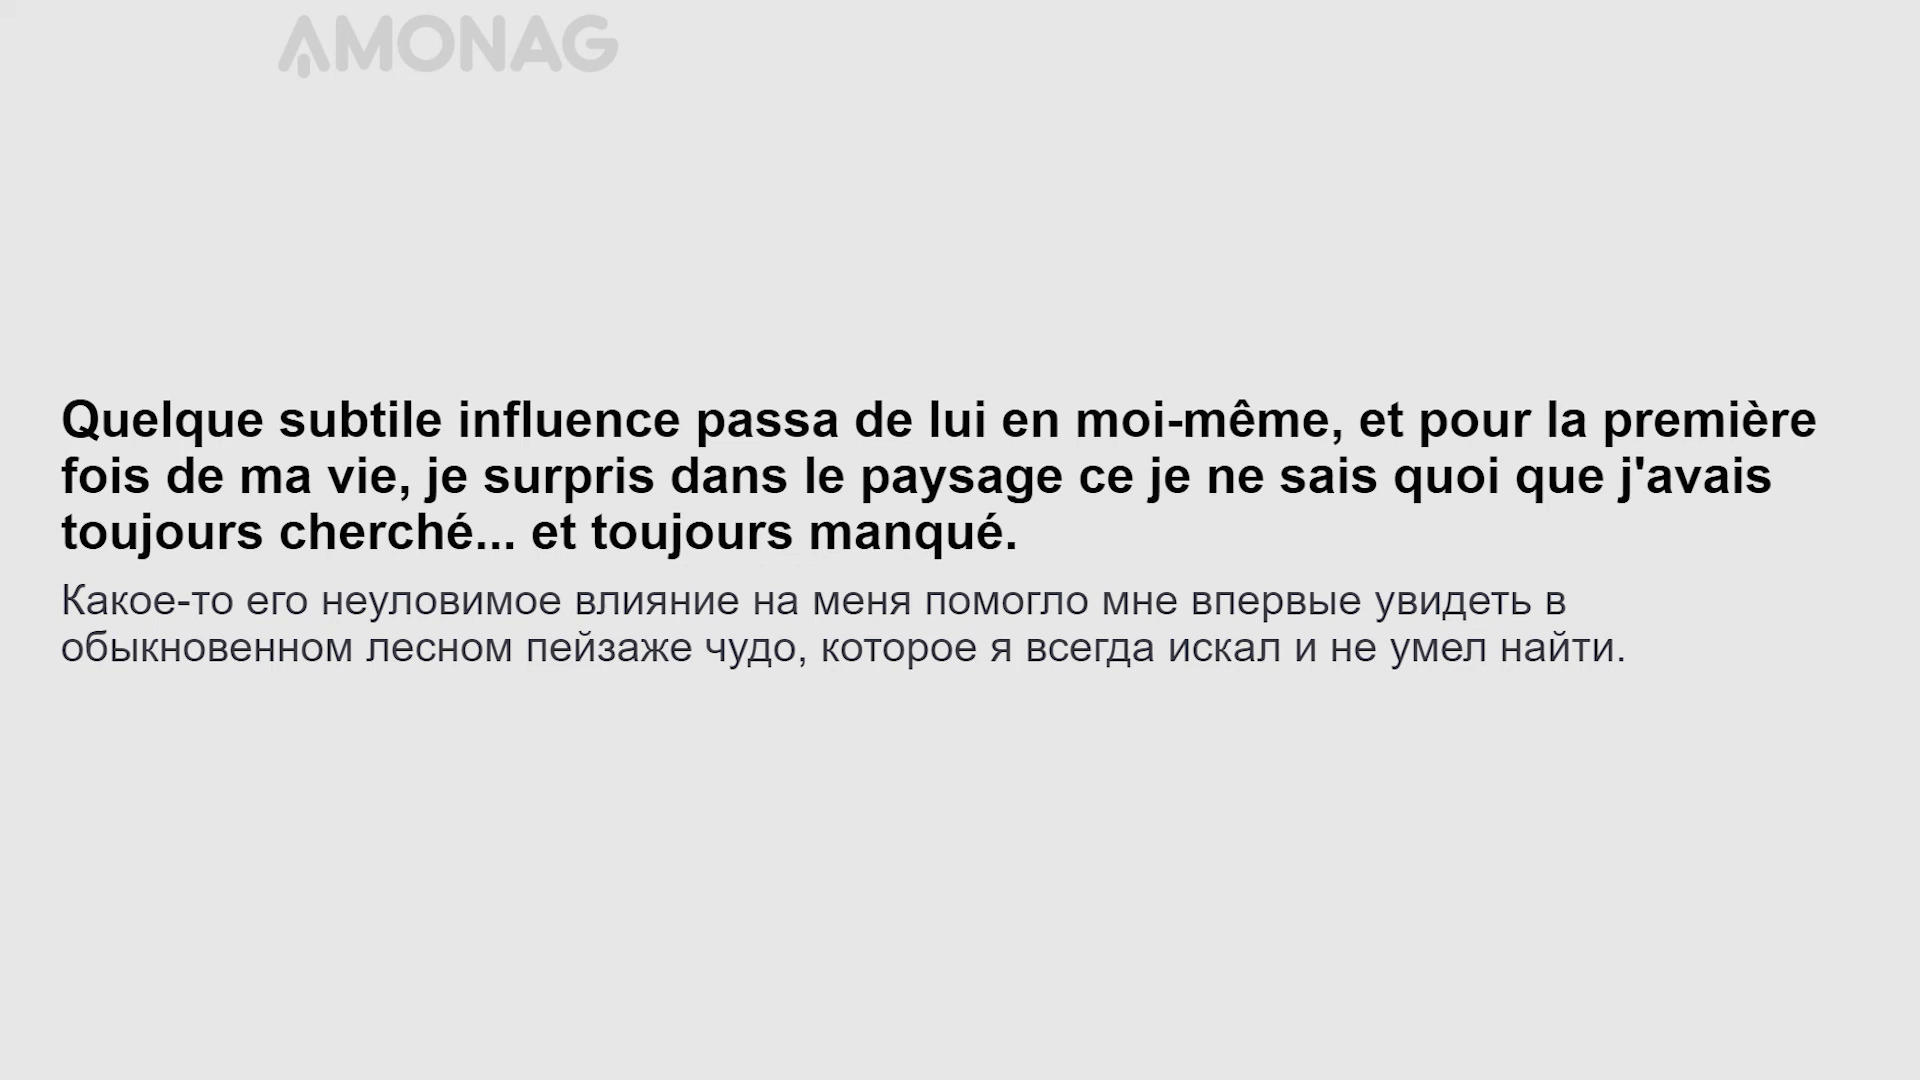 AMONAG
Quelque subtile influence passa de lui en moi-même, et pour la première
fois de ma vie, je surpris dans le paysage ce je ne sais quoi que j'avais
toujours cherché... et toujours manqué.
Какое-то его неуловимое влияние на меня помогло мне впервые увидеть в
обыкновенном лесном пейзаже чудо, которое я всегда искал и не умел найти.